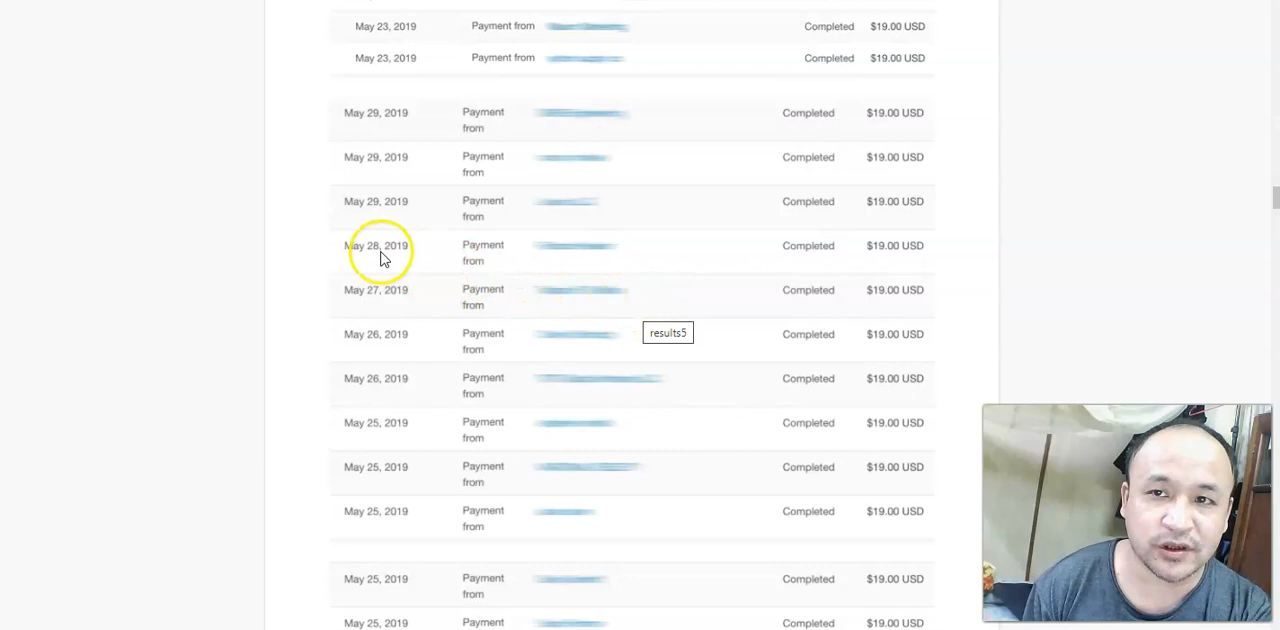 May 23, 2019 Payment from Completed $19.00 USD
May 23, 2019 Payment from Completed $19.00 USD
May 29, 2019 Payment from Completed $19.00 USD
May 29, 2019 Payment from Completed $19.00 USD
May 29, 2019 Payment from Completed $19.00 USD
May 28, 2019 Payment from Completed $19.00 USD
May 27, 2019 Payment from Completed $19.00 USD
results5
May 26, 2019 Payment from Completed $19.00 USD
May 26, 2019 Payment from Completed $19.00 USD
May 25, 2019 Payment from Completed $19.00 USD
May 25, 2019 Payment from Completed $19.00 USD
May 25, 2019 Payment from Completed $19.00 USD
May 25, 2019 Payment from Completed $19.00 USD
May 25, 2019 Payment Completed $19.00 USD